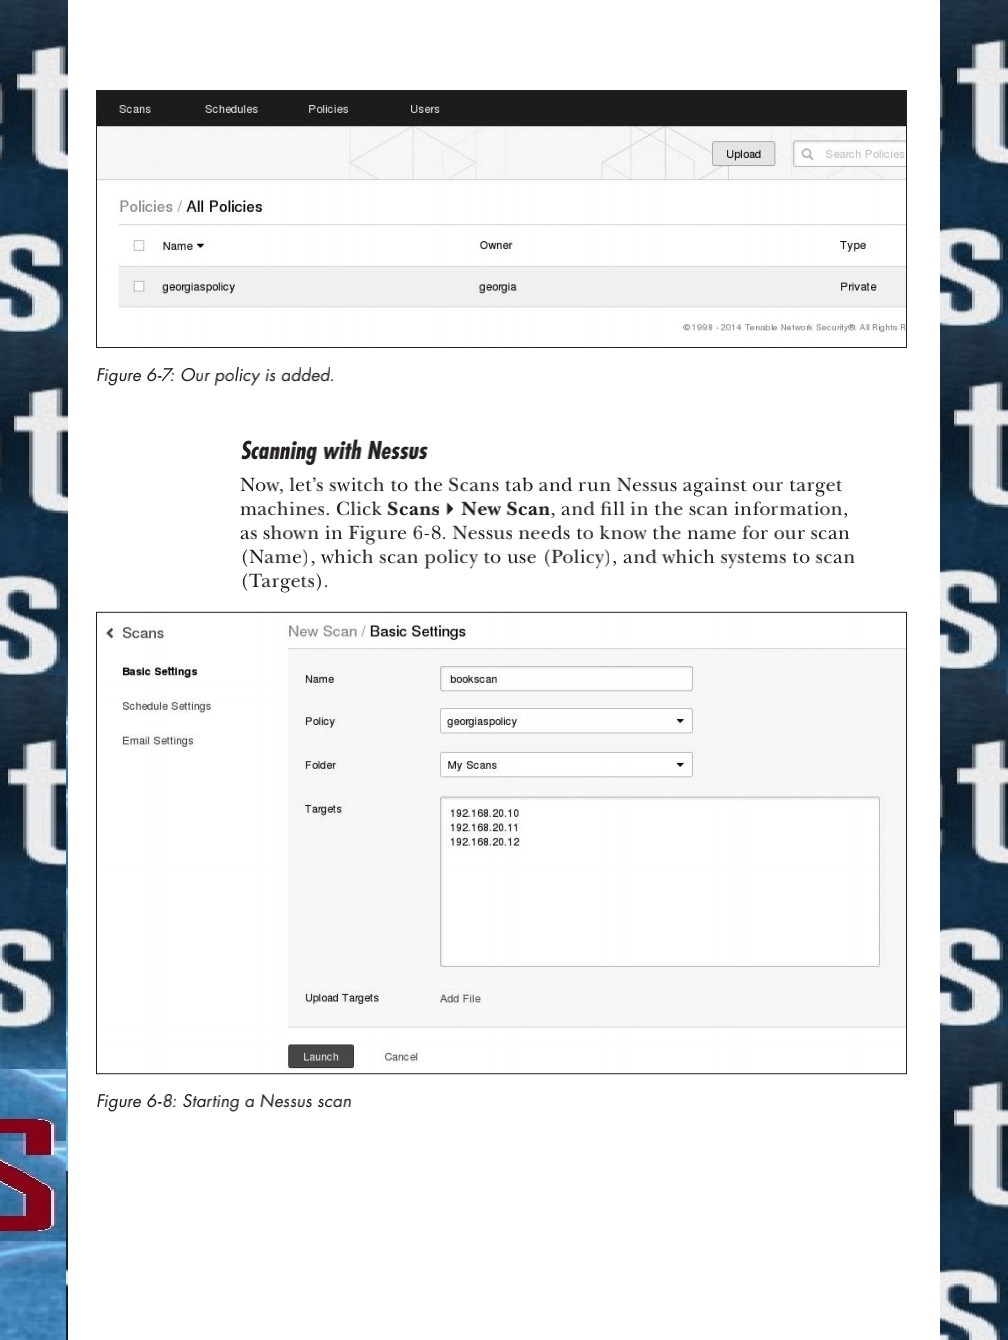 Scans Schedules Policies Users
Upload Search Policies
Policies / All Policies
Name Owner Type
georgiaspolicy georgia Private
©1998 - 2014 Tenable Network Security®. All Rights R
Figure 6-7: Our policy is added.
Scanning with Nessus
Now, let’s switch to the Scans tab and run Nessus against our target
machines. Click Scans ▸ New Scan, and fill in the scan information,
as shown in Figure 6-8. Nessus needs to know the name for our scan
(Name), which scan policy to use (Policy), and which systems to scan
(Targets).
Scans
Basic Settings
Schedule Settings
Email Settings
New Scan / Basic Settings
Name bookscan
Policy georgiaspolicy
Folder My Scans
Targets
192.168.20.10
192.168.20.11
192.168.20.12
Upload Targets Add File
Launch Cancel
Figure 6-8: Starting a Nessus scan